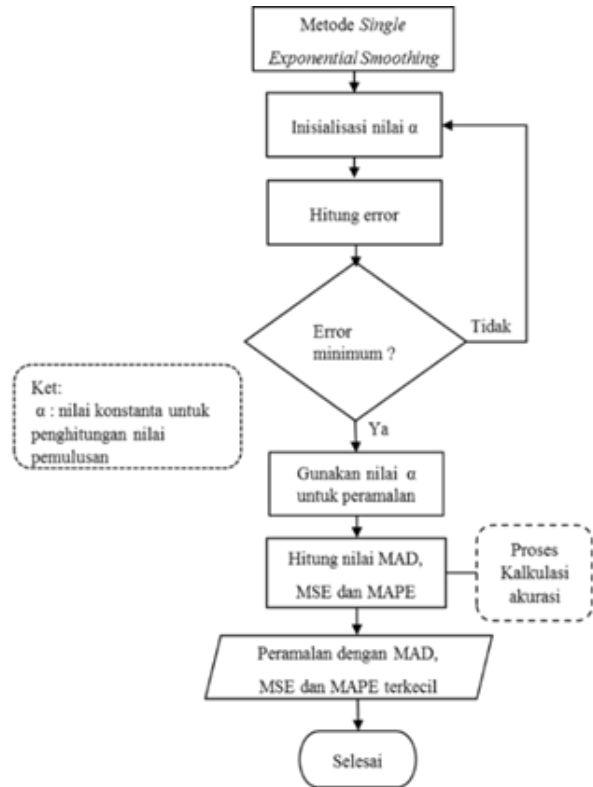 Metode Single
Exponential Smoothing
Inisialisasi nilai α
Hitung error
Error
minimum ?
Tidak
Ya
Ket:
α : nilai konstanta untuk
penghitungan nilai
pemulusan
Gunakan nilai α
untuk peramalan
Hitung nilai MAD,
MSE dan MAPE
Proses
Kalkulasi
akurasi
Peramalan dengan MAD,
MSE dan MAPE terkecil
Selesai